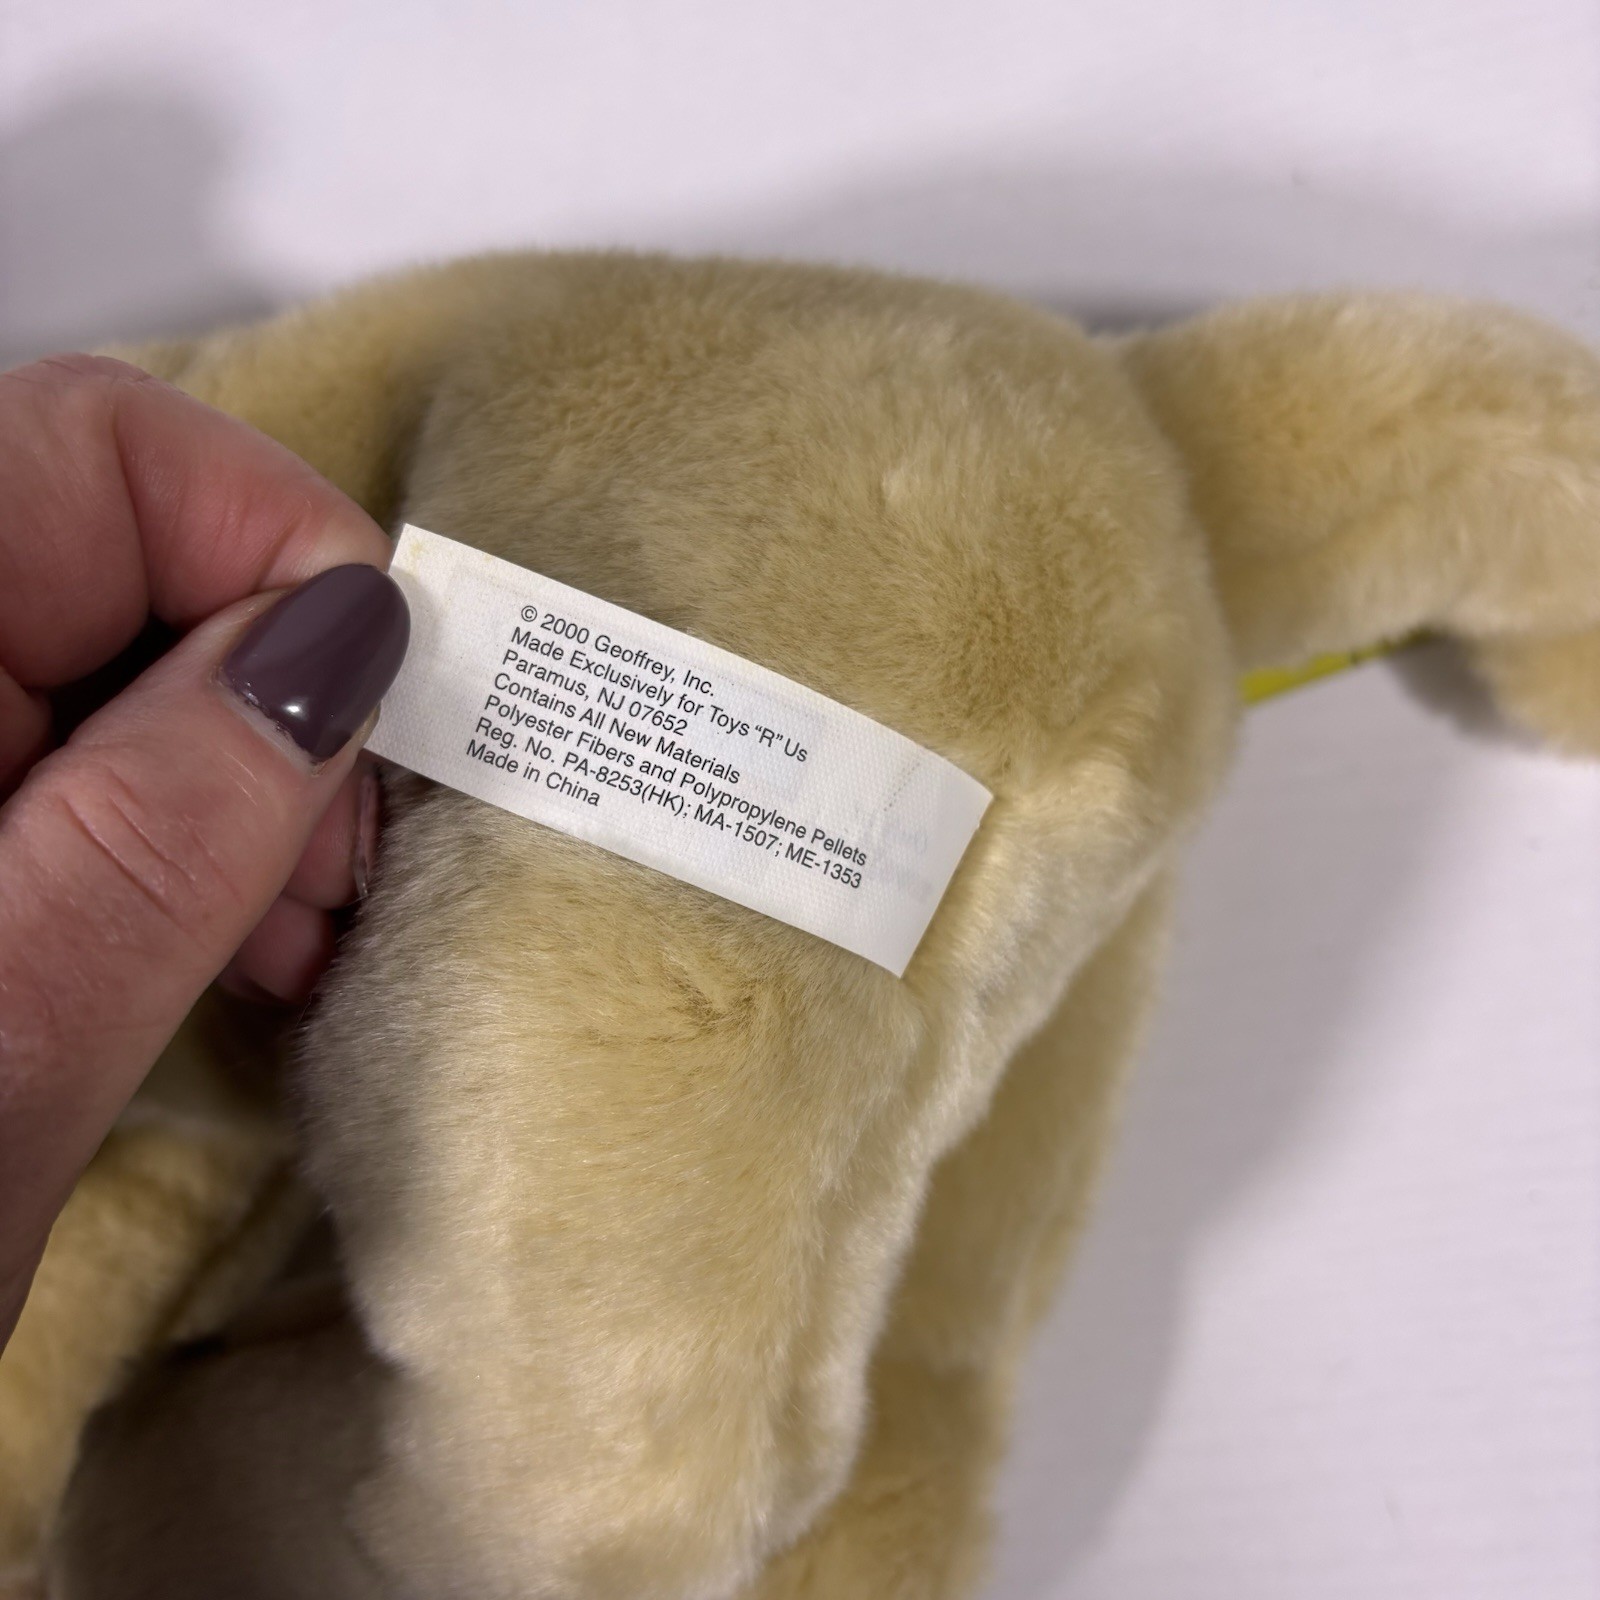 © 2000 Geoffrey, Inc.
Made Exclusively for Toys “R” Us
Paramus, NJ 07652
Contains All New Materials
Polyester Fibers and Polypropylene Pellets
Reg. No. PA-8253(HK); MA-1507; ME-1353
Made in China